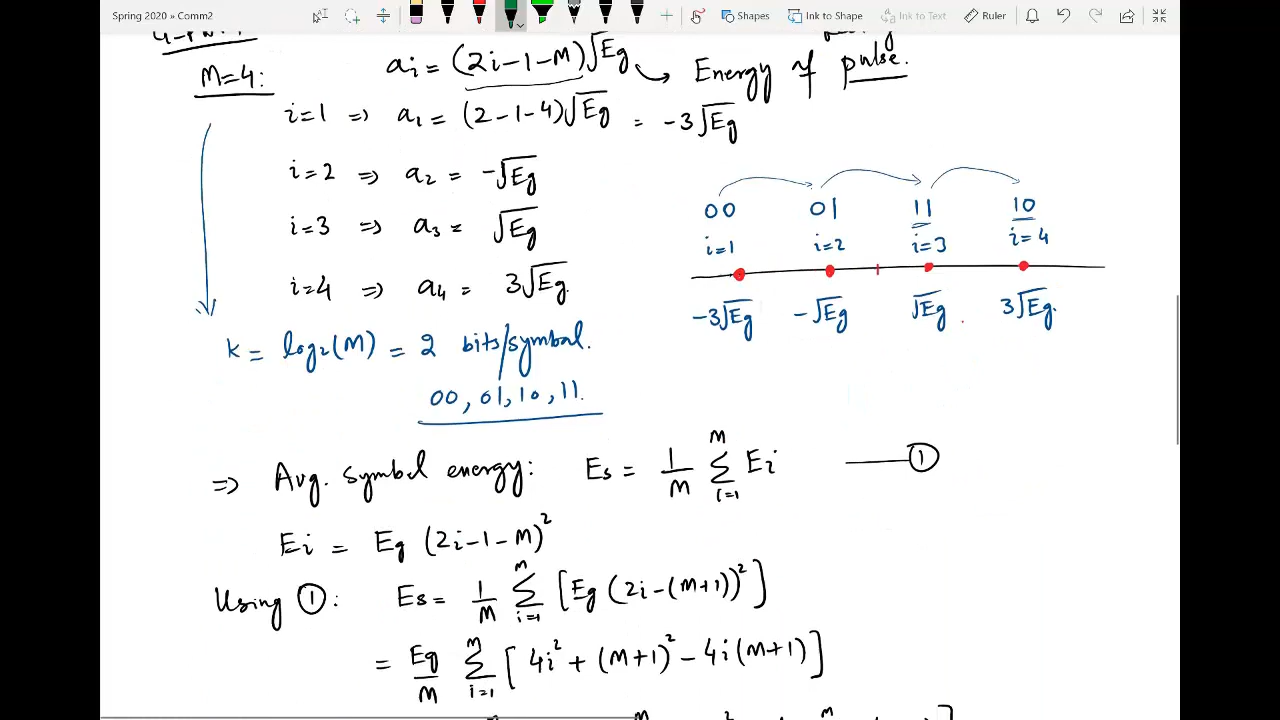 Spring 2020 » Comm2
Shapes
Ink to Shape
Ink to Text
Ruler
M=4:
ai = (2i-1-M)√Eg → Energy of pulse.
i=1 => a1 = (2-1-4)√Eg = -3√Eg
i=2 => a2 = -√Eg
i=3 => a3 = √Eg
i=4 => a4 = 3√Eg.
00 01 11 10
i=1 i=2 i=3 i=4
-3√Eg -√Eg √Eg 3√Eg.
k = log2(M) = 2 bits/symbol.
00, 01, 10, 11.
=> Avg. symbol energy: Es = 1/M Σ_{i=1}^{M} Ei ——①
Ei = Eg (2i-1-M)²
Using ①: Es = 1/M Σ_{i=1}^{M} [Eg (2i-(M+1))²]
= Eg/M Σ_{i=1}^{M} [4i² + (M+1)² - 4i(M+1)]